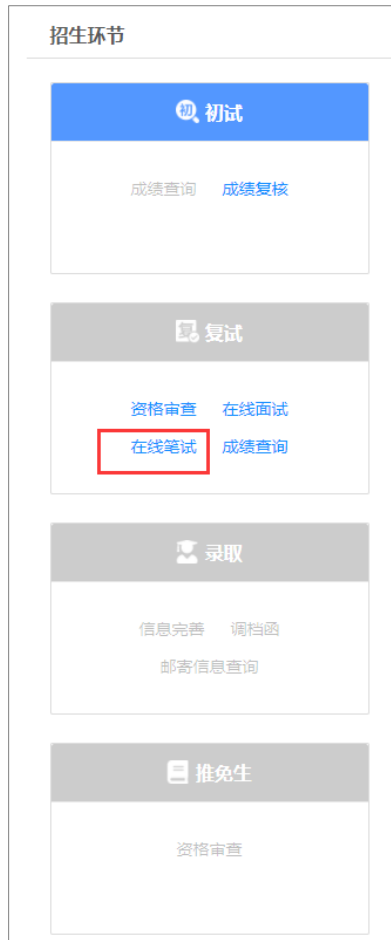 招生环节
初 初试
成绩查询 成绩复核
复 复试
资格审查 在线面试
在线笔试 成绩查询
录取
信息完善 调档函
邮寄信息查询
推免生
资格审查